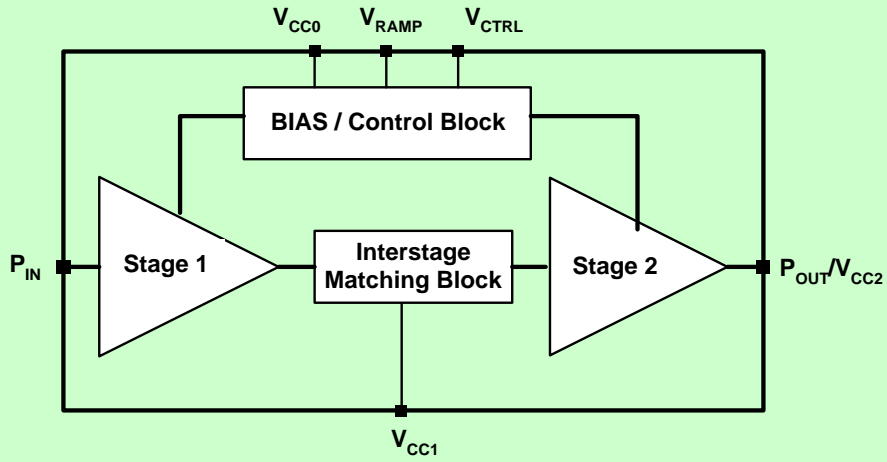 VCC0 VRAMP VCTRL
BIAS / Control Block
PIN
Stage 1
Interstage
Matching Block
Stage 2
POUT/VCC2
VCC1